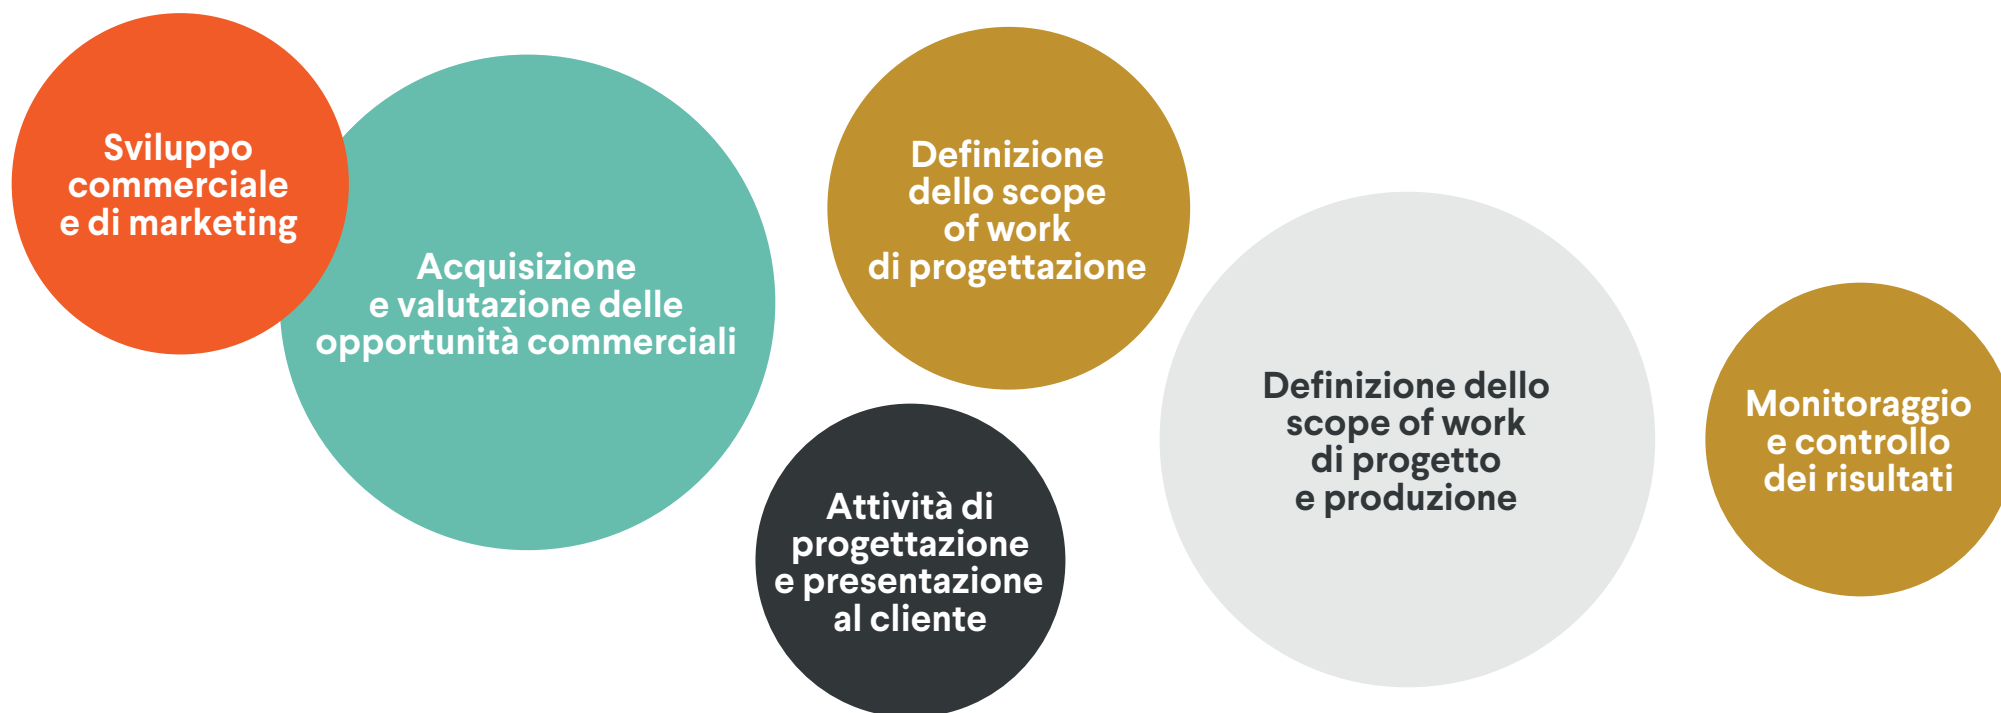 Sviluppo
commerciale
e di marketing
Acquisizione
e valutazione delle
opportunità commerciali
Definizione
dello scope
of work
di progettazione
Attività di
progettazione
e presentazione
al cliente
Definizione dello
scope of work
di progetto
e produzione
Monitoraggio
e controllo
dei risultati